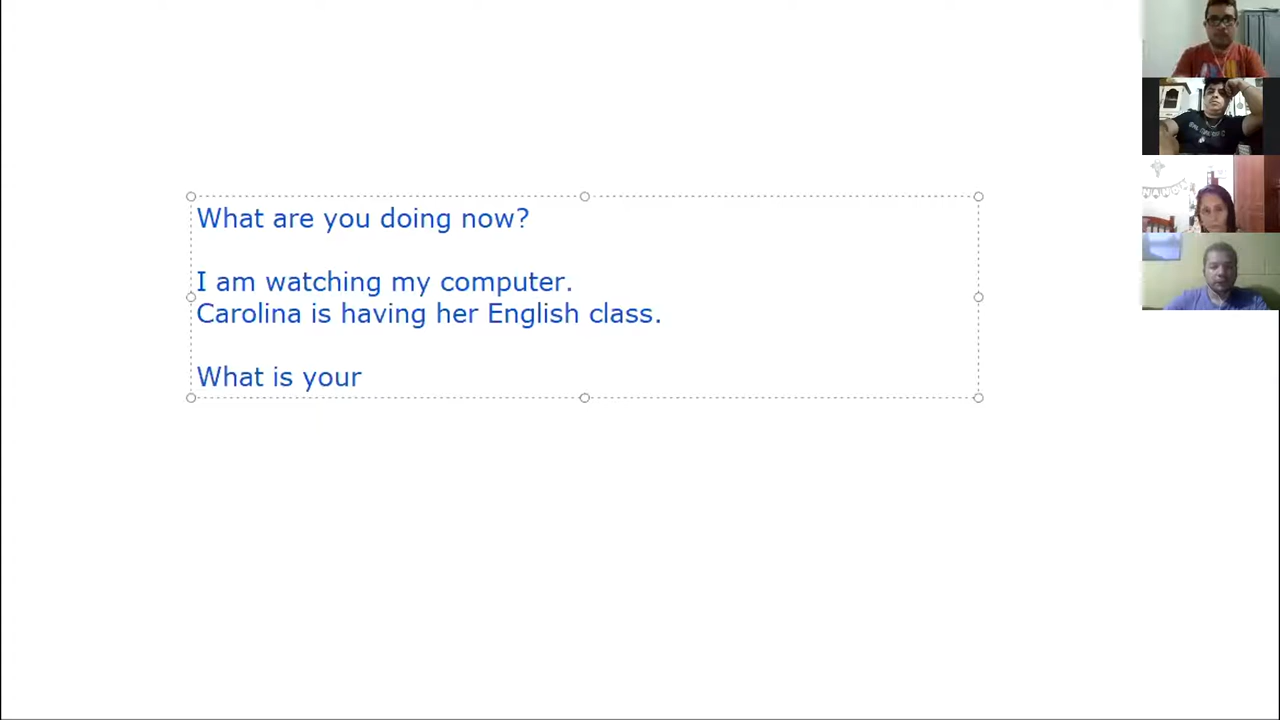 What are you doing now?
I am watching my computer.
Carolina is having her English class.
What is your